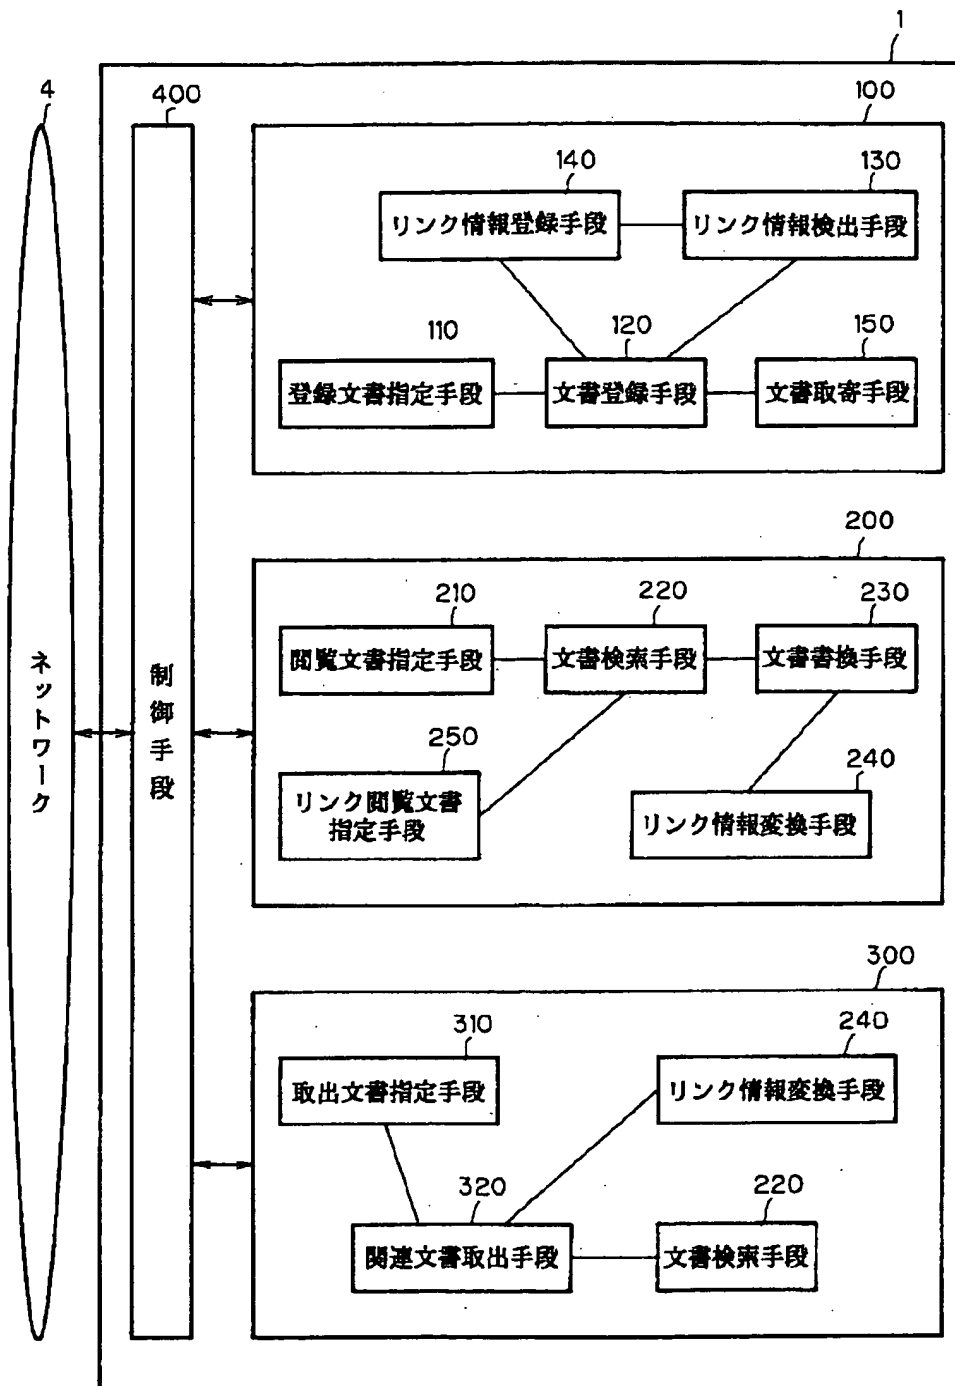 1
4
400
ネットワーク
制御手段
100
140
130
リンク情報登録手段
リンク情報検出手段
110
120
150
登録文書指定手段
文書登録手段
文書取寄手段
200
210
220
230
閲覧文書指定手段
文書検索手段
文書書換手段
250
240
リンク閲覧文書
指定手段
リンク情報変換手段
300
310
240
取出文書指定手段
リンク情報変換手段
320
220
関連文書取出手段
文書検索手段